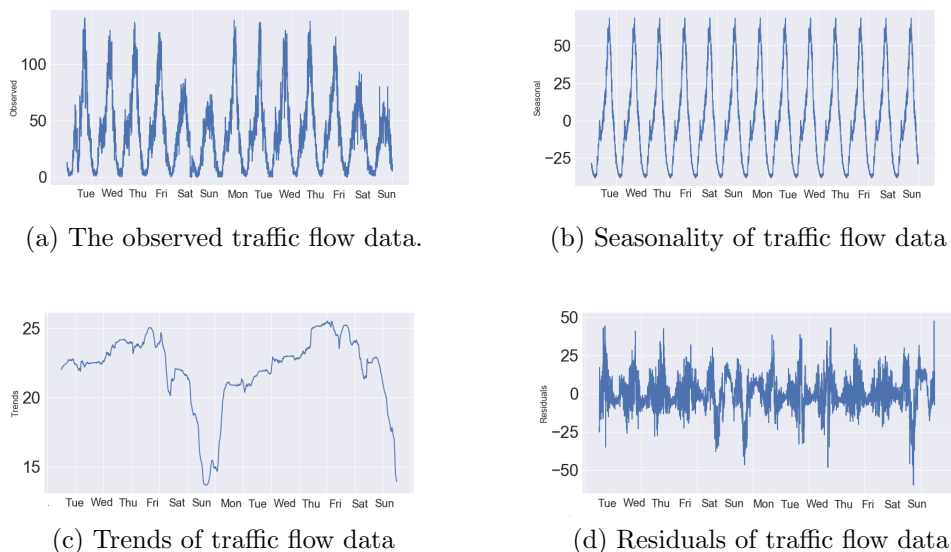 100
50
0
Observed
Tue Wed Thu Fri Sat Sun Mon Tue Wed Thu Fri Sat Sun
(a) The observed traffic flow data.
50
25
0
−25
Seasonal
Tue Wed Thu Fri Sat Sun Mon Tue Wed Thu Fri Sat Sun
(b) Seasonality of traffic flow data
25
20
15
Trends
Tue Wed Thu Fri Sat Sun Mon Tue Wed Thu Fri Sat Sun
(c) Trends of traffic flow data
50
25
0
−25
−50
Residuals
Tue Wed Thu Fri Sat Sun Mon Tue Wed Thu Fri Sat Sun
(d) Residuals of traffic flow data